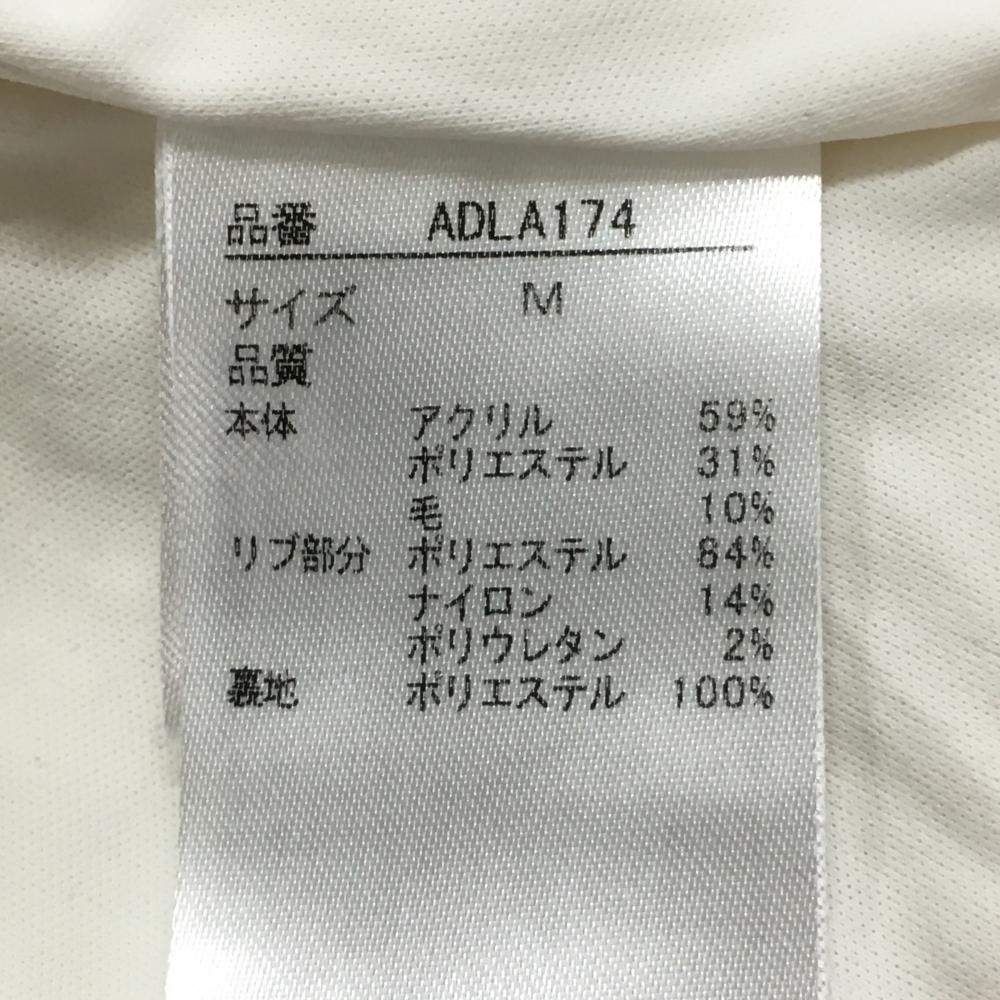 品番 ADLA174
サイズ M
品質
本体 アクリル 59%
ポリエステル 31%
毛 10%
リブ部分 ポリエステル 84%
ナイロン 14%
ポリウレタン 2%
裏地 ポリエステル 100%